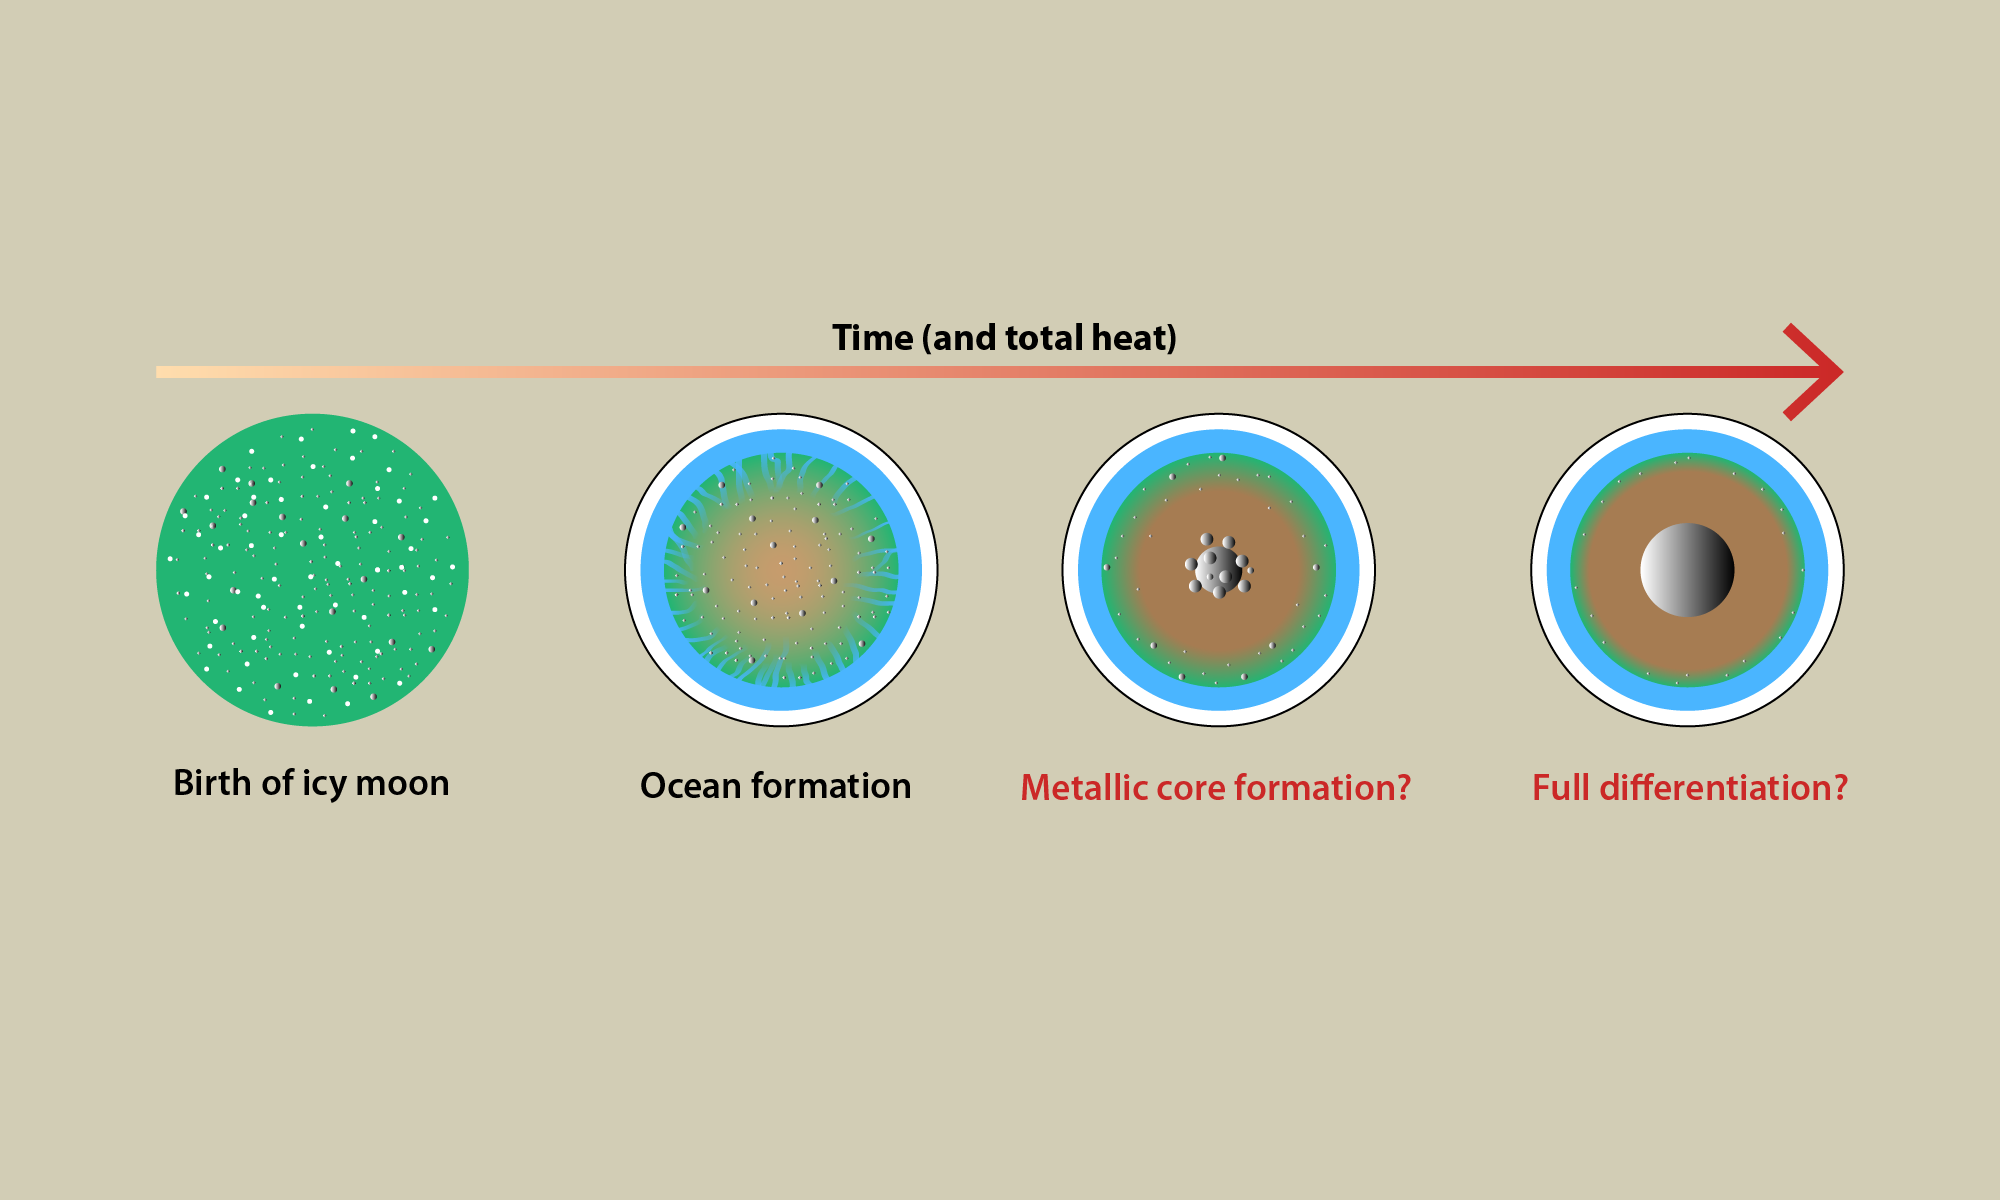 Time (and total heat)
Birth of icy moon
Ocean formation
Metallic core formation?
Full differentiation?